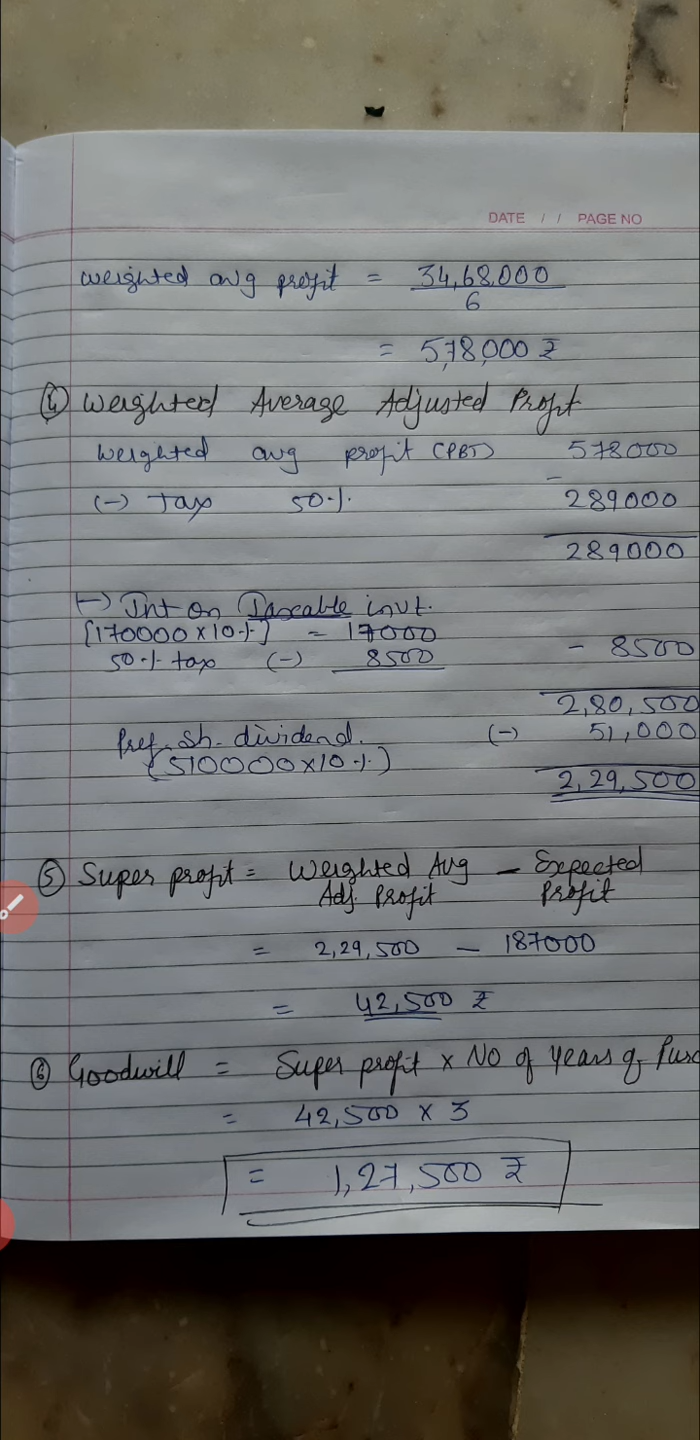 DATE / / PAGE NO
weighted avg profit = 34,68,000
6
= 5,78,000 ₹
④ Weighted Average Adjusted Profit
Weighted avg profit (PBT) 578000
(-) Tax 50% - 289000
289000
(-) Int on Taxable invt.
[170000 x 10%] = 17000
50% tax (-) 8500 - 8500
2,80,500
Pref. sh. dividend. (-) 51,000
(510000x10%)
2,29,500
⑤ Super profit = Weighted Avg - Expected
Adj. Profit Profit
= 2,29,500 - 187000
= 42,500 ₹
⑥ Goodwill = Super profit x No of years of Purc
= 42,500 x 3
= 1,27,500 ₹